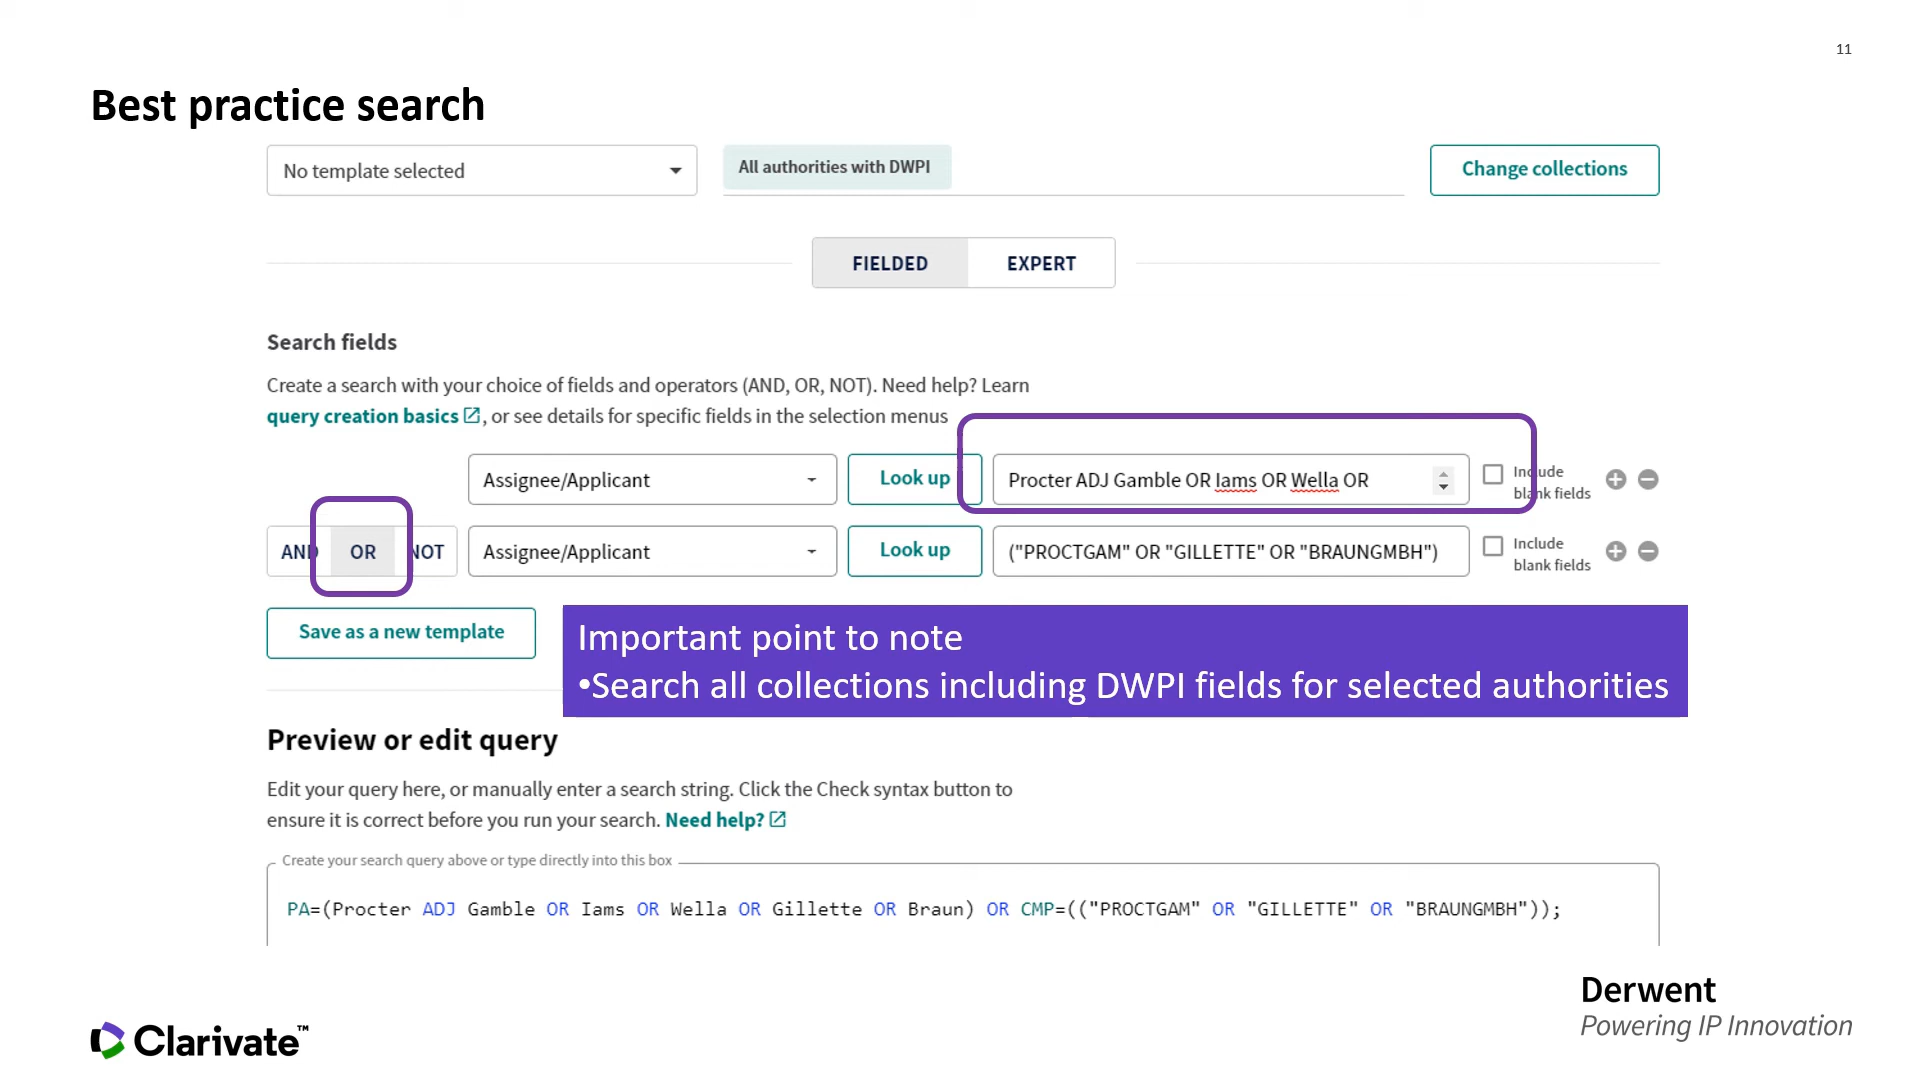 11
Best practice search
No template selected
All authorities with DWPI
Change collections
FIELDED
EXPERT
Search fields
Create a search with your choice of fields and operators (AND, OR, NOT). Need help? Learn
query creation basics, or see details for specific fields in the selection menus
Assignee/Applicant
Look up
Procter ADJ Gamble OR Iams OR Wella OR
Include
blank fields
AND
OR
NOT
Assignee/Applicant
Look up
("PROCTGAM" OR "GILLETTE" OR "BRAUNGMBH")
Include
blank fields
Save as a new template
Important point to note
•Search all collections including DWPI fields for selected authorities
Preview or edit query
Edit your query here, or manually enter a search string. Click the Check syntax button to
ensure it is correct before you run your search. Need help?
Create your search query above or type directly into this box
PA=(Procter ADJ Gamble OR Iams OR Wella OR Gillette OR Braun) OR CMP=(("PROCTGAM" OR "GILLETTE" OR "BRAUNGMBH"));
Derwent
Powering IP Innovation
Clarivate™